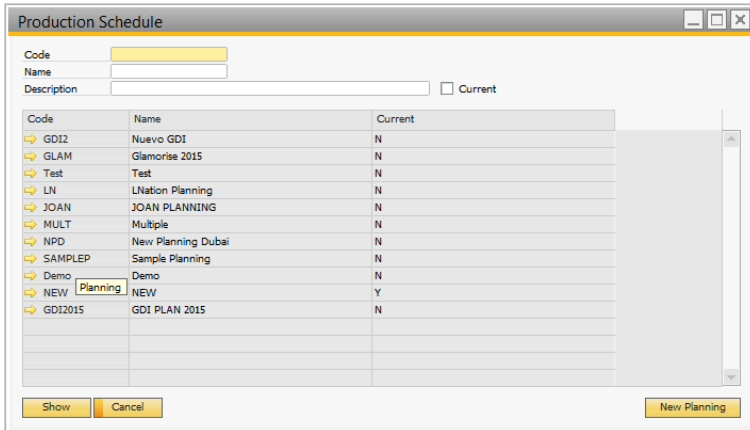 Production Schedule
Code
Name
Description Current
Code Name Current
GDI2 Nuevo GDI N
GLAM Glamorise 2015 N
Test Test N
LN LNation Planning N
JOAN JOAN PLANNING N
MULT Multiple N
NPD New Planning Dubai N
SAMPLEP Sample Planning N
Demo Demo N
Planning
NEW NEW Y
GDI2015 GDI PLAN 2015 N
Show Cancel New Planning